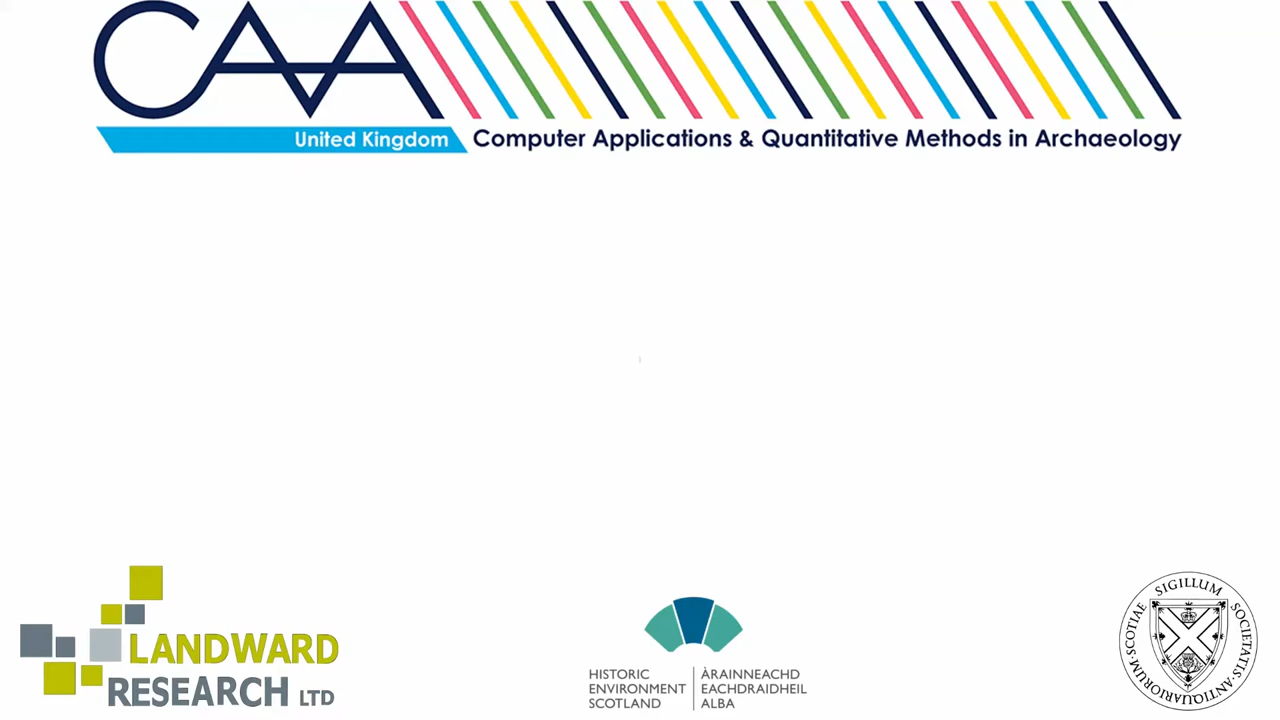 CAA
United Kingdom
Computer Applications & Quantitative Methods in Archaeology
LANDWARD
RESEARCH LTD
HISTORIC
ENVIRONMENT
SCOTLAND
ÀRAINNEACHD
EACHDRAIDHEIL
ALBA
SIGILLUM SOCIETATIS·ANTIQUARIORUM·SCOTIAE